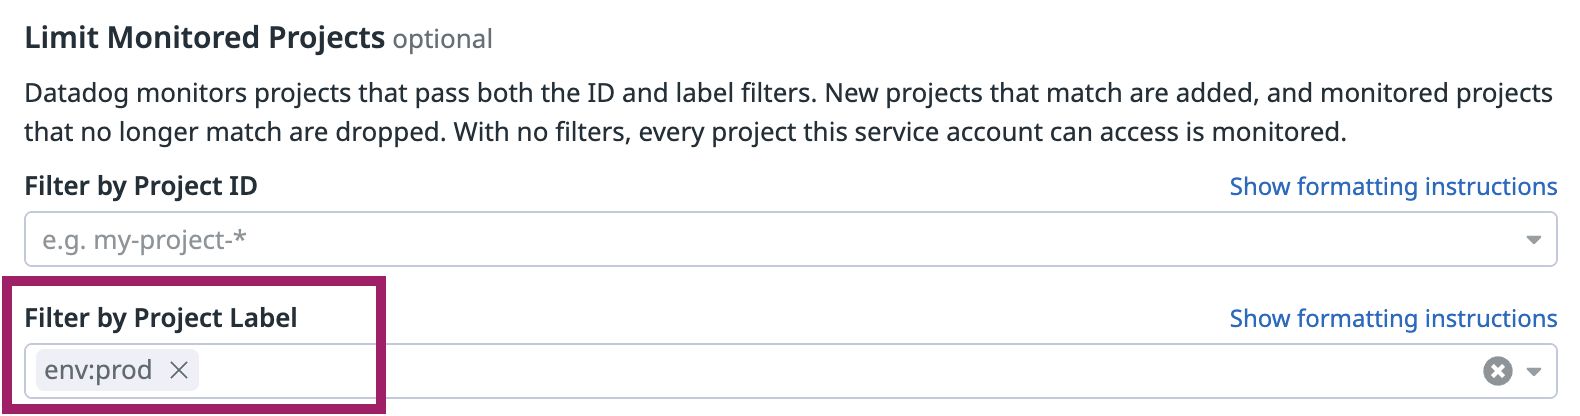 Limit Monitored Projects optional
Datadog monitors projects that pass both the ID and label filters. New projects that match are added, and monitored projects
that no longer match are dropped. With no filters, every project this service account can access is monitored.
Filter by Project ID Show formatting instructions
e.g. my-project-*
Filter by Project Label Show formatting instructions
env:prod